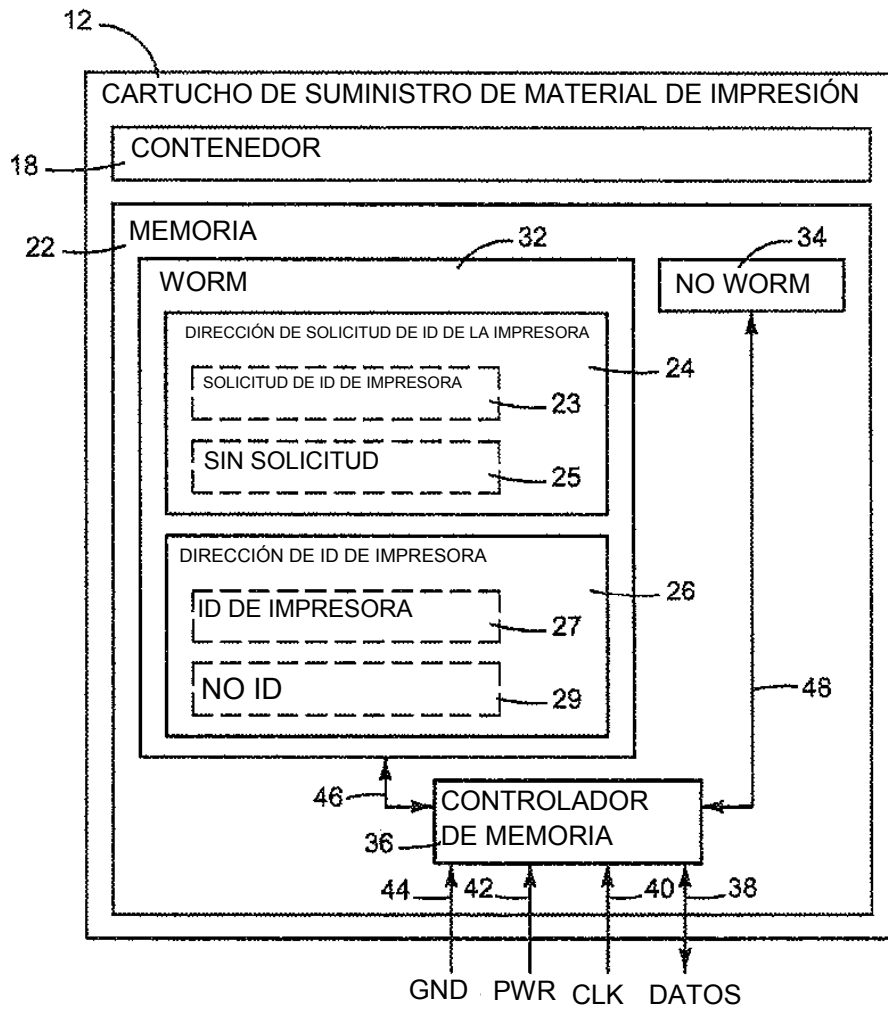 12
CARTUCHO DE SUMINISTRO DE MATERIAL DE IMPRESIÓN
CONTENEDOR
18
MEMORIA
22
32
34
WORM
NO WORM
DIRECCIÓN DE SOLICITUD DE ID DE LA IMPRESORA
24
SOLICITUD DE ID DE IMPRESORA
23
SIN SOLICITUD
25
DIRECCIÓN DE ID DE IMPRESORA
26
ID DE IMPRESORA
27
NO ID
29
48
46
CONTROLADOR
36 DE MEMORIA
44 42 40 38
GND PWR CLK DATOS